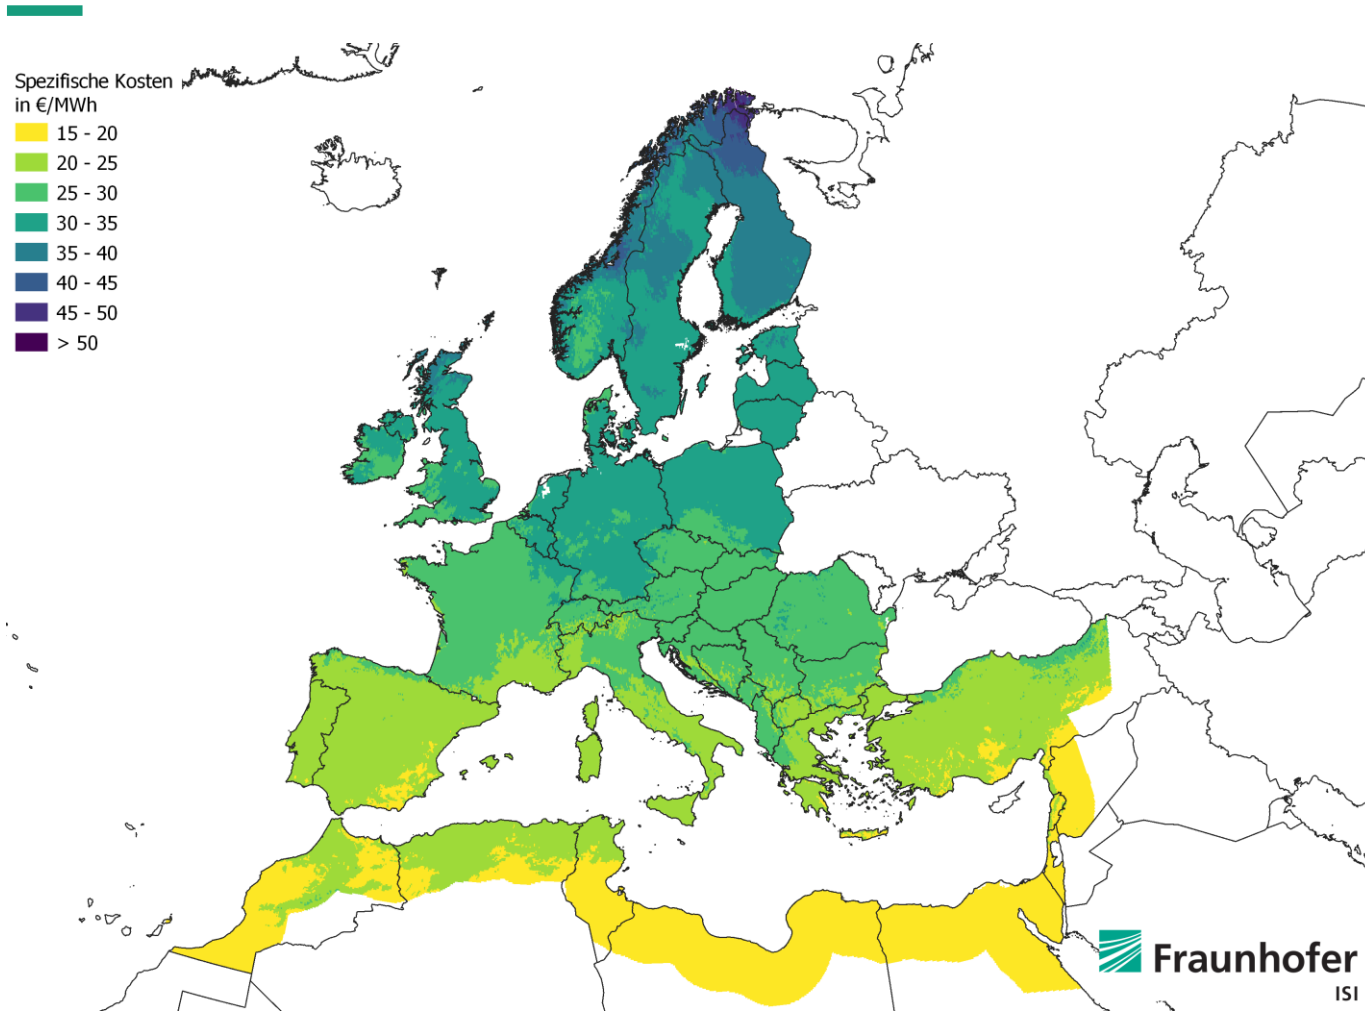 Spezifische Kosten
in €/MWh
15 - 20
20 - 25
25 - 30
30 - 35
35 - 40
40 - 45
45 - 50
> 50
Fraunhofer
ISI